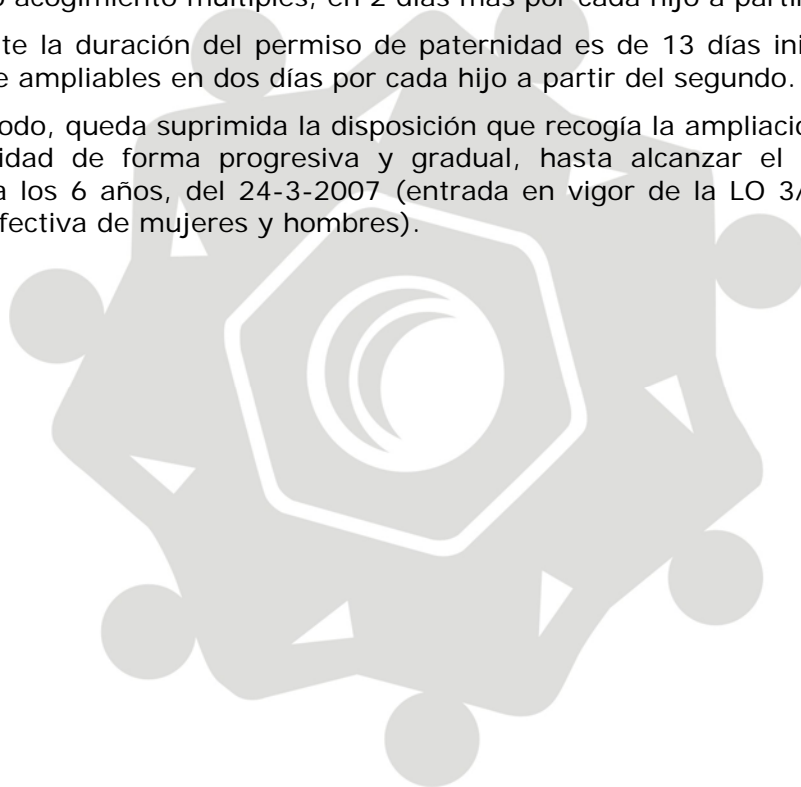 acogimiento múltiples, en 2 días más por cada hijo a partir
te la duración del permiso de paternidad es de 13 días ini
e ampliables en dos días por cada hijo a partir del segundo.
odo, queda suprimida la disposición que recogía la ampliació
idad de forma progresiva y gradual, hasta alcanzar el
a los 6 años, del 24-3-2007 (entrada en vigor de la LO 3/
fectiva de mujeres y hombres).